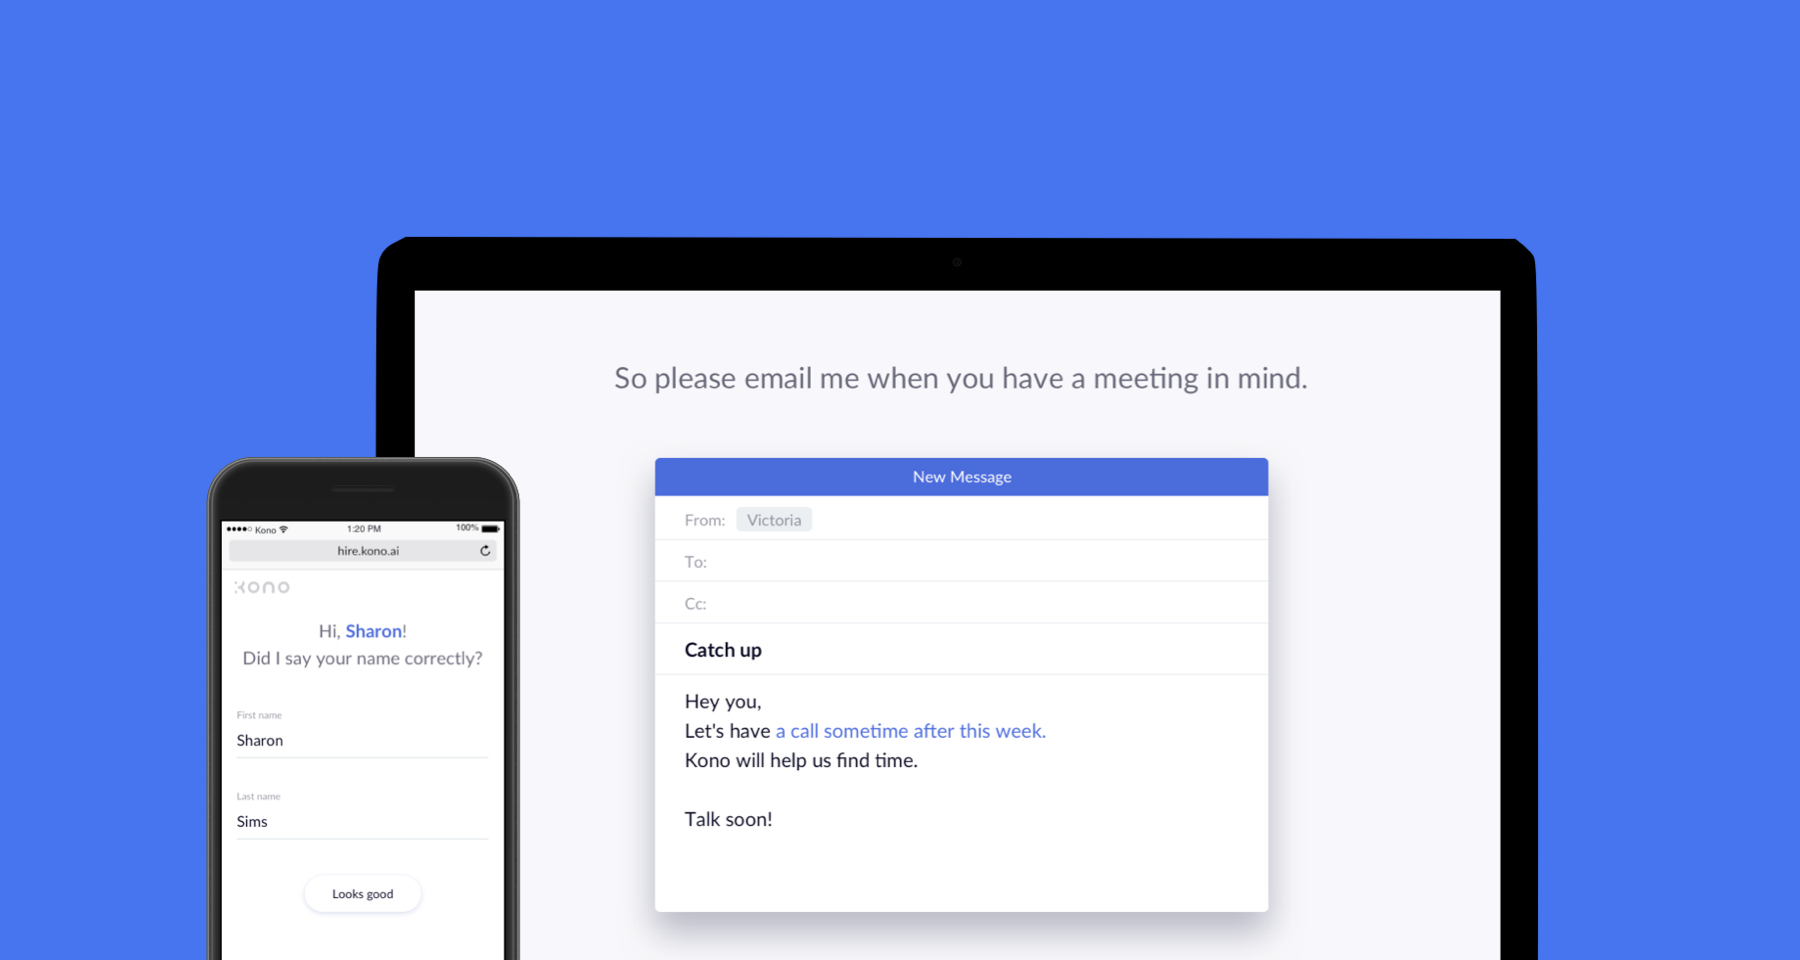 So please email me when you have a meeting in mind.
New Message
From: Victoria
To:
Cc:
Catch up
Hey you,
Let's have a call sometime after this week.
Kono will help us find time.
Talk soon!
Kono 1:20 PM 100%
hire.kono.ai
kono
Hi, Sharon!
Did I say your name correctly?
First name
Sharon
Last name
Sims
Looks good